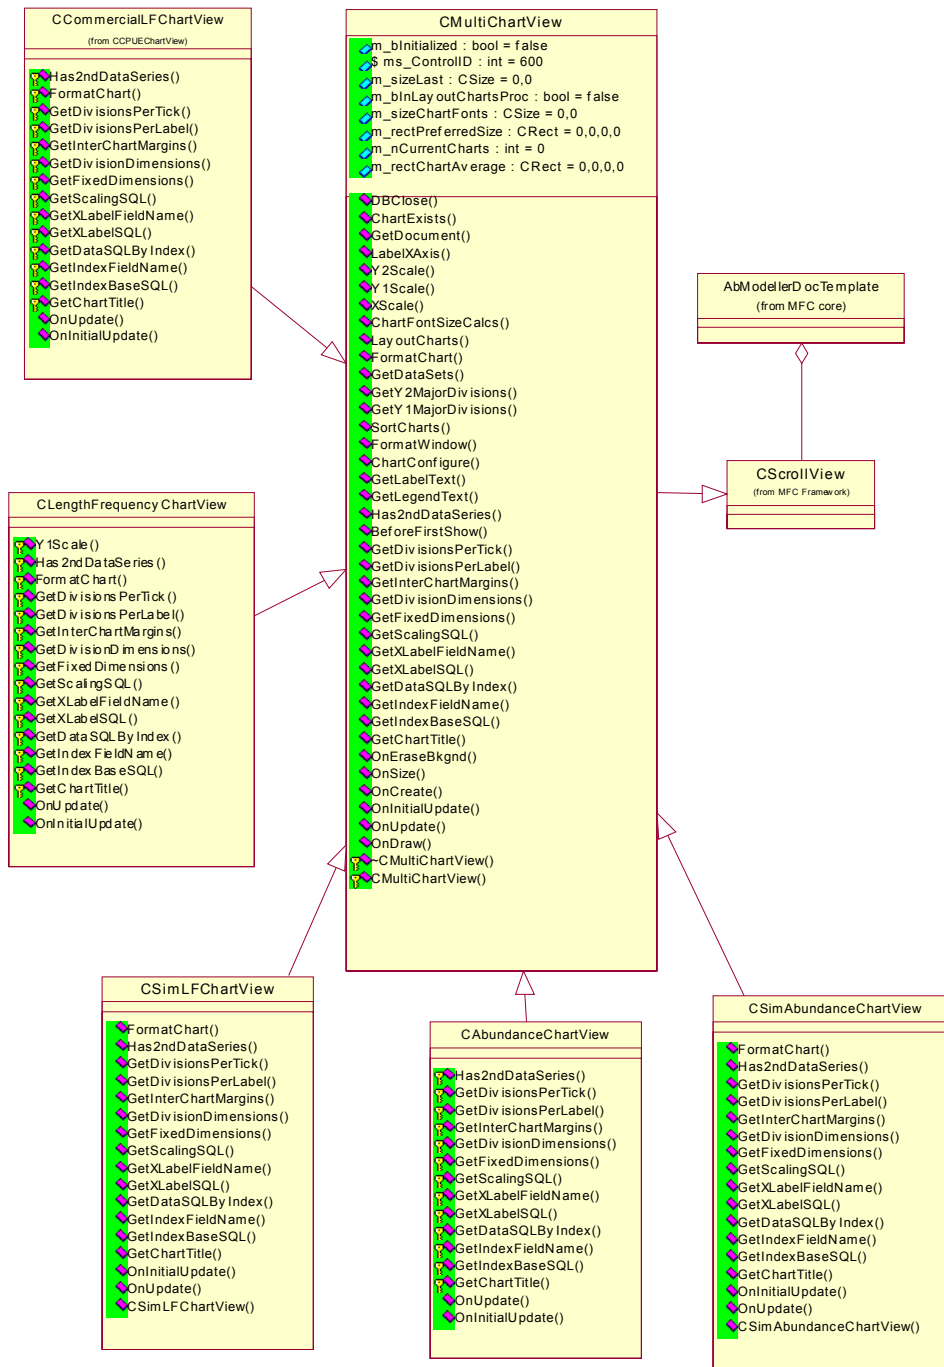 CCommercialLFChartView
(from CCPUEChartView)
Has2ndDataSeries()
FormatChart()
GetDivisionsPerTick()
GetDivisionsPerLabel()
GetInterChartMargins()
GetDivisionDimensions()
GetFixedDimensions()
GetScalingSQL()
GetXLabelFieldName()
GetXLabelSQL()
GetDataSQLByIndex()
GetIndexFieldName()
GetIndexBaseSQL()
GetChartTitle()
OnUpdate()
OnInitialUpdate()
CMultiChartView
m_bInitialized : bool = false
$ ms_ControlID : int = 600
m_sizeLast : CSize = 0,0
m_bInLayoutChartsProc : bool = false
m_sizeChartFonts : CSize = 0,0
m_rectPreferredSize : CRect = 0,0,0,0
m_nCurrentCharts : int = 0
m_rectChartAverage : CRect = 0,0,0,0
DBClose()
ChartExists()
GetDocument()
LabelXAxis()
Y2Scale()
Y1Scale()
XScale()
ChartFontSizeCalcs()
LayoutCharts()
FormatChart()
GetDataSets()
GetY2MajorDivisions()
GetY1MajorDivisions()
SortCharts()
FormatWindow()
ChartConfigure()
GetLabelText()
GetLegendText()
Has2ndDataSeries()
BeforeFirstShow()
GetDivisionsPerTick()
GetDivisionsPerLabel()
GetInterChartMargins()
GetDivisionDimensions()
GetFixedDimensions()
GetScalingSQL()
GetXLabelFieldName()
GetXLabelSQL()
GetDataSQLByIndex()
GetIndexFieldName()
GetIndexBaseSQL()
GetChartTitle()
OnEraseBkgnd()
OnSize()
OnCreate()
OnInitialUpdate()
OnUpdate()
OnDraw()
~CMultiChartView()
CMultiChartView()
AbModellerDocTemplate
(from MFC core)
CScrollView
(from MFC Framework)
CLengthFrequencyChartView
Y1Scale()
Has2ndDataSeries()
FormatChart()
GetDivisionsPerTick()
GetDivisionsPerLabel()
GetInterChartMargins()
GetDivisionDimensions()
GetFixedDimensions()
GetScalingSQL()
GetXLabelFieldName()
GetXLabelSQL()
GetDataSQLByIndex()
GetIndexFieldName()
GetIndexBaseSQL()
GetChartTitle()
OnUpdate()
OnInitialUpdate()
CSimLFChartView
FormatChart()
Has2ndDataSeries()
GetDivisionsPerTick()
GetDivisionsPerLabel()
GetInterChartMargins()
GetDivisionDimensions()
GetFixedDimensions()
GetScalingSQL()
GetXLabelFieldName()
GetXLabelSQL()
GetDataSQLByIndex()
GetIndexFieldName()
GetIndexBaseSQL()
GetChartTitle()
OnInitialUpdate()
OnUpdate()
CSimLFChartView()
CAbundanceChartView
Has2ndDataSeries()
GetDivisionsPerTick()
GetDivisionsPerLabel()
GetInterChartMargins()
GetDivisionDimensions()
GetFixedDimensions()
GetScalingSQL()
GetXLabelFieldName()
GetXLabelSQL()
GetDataSQLByIndex()
GetIndexFieldName()
GetIndexBaseSQL()
GetChartTitle()
OnUpdate()
OnInitialUpdate()
CSimAbundanceChartView
FormatChart()
Has2ndDataSeries()
GetDivisionsPerTick()
GetDivisionsPerLabel()
GetInterChartMargins()
GetDivisionDimensions()
GetFixedDimensions()
GetScalingSQL()
GetXLabelFieldName()
GetXLabelSQL()
GetDataSQLByIndex()
GetIndexFieldName()
GetIndexBaseSQL()
GetChartTitle()
OnInitialUpdate()
OnUpdate()
CSimAbundanceChartView()